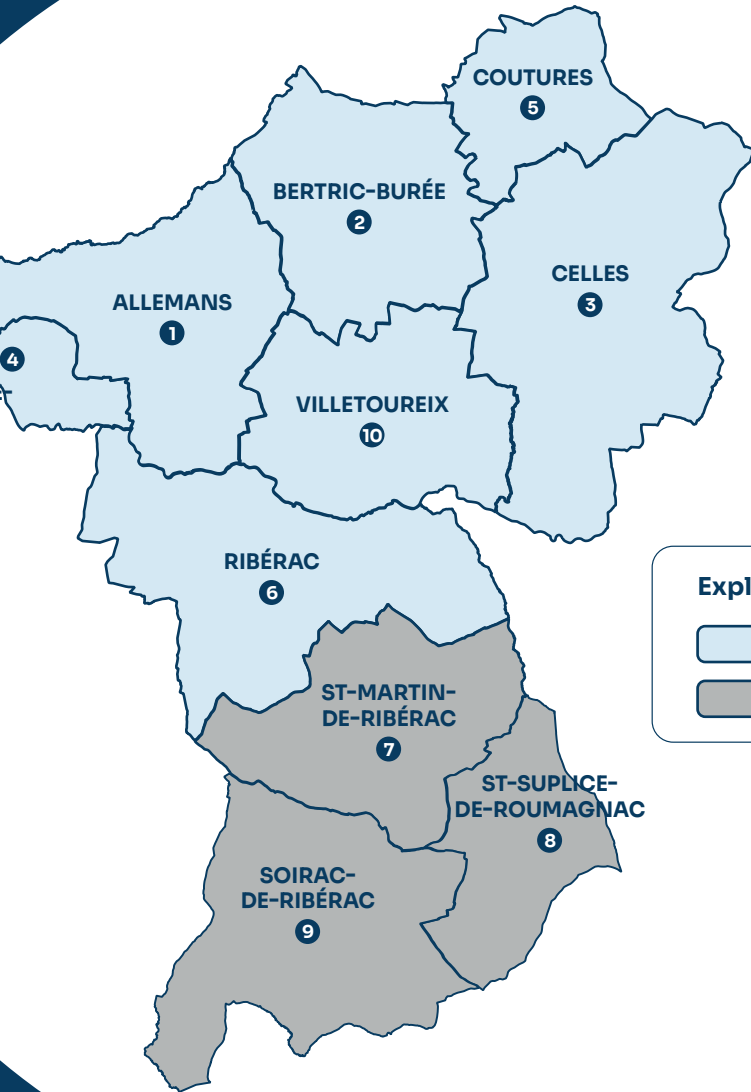 COUTURES
5
BERTRIC-BURÉE
2
CELLES
3
ALLEMANS
1
4
VILLETOUREIX
10
RIBÉRAC
6
Expl
ST-MARTIN-
DE-RIBÉRAC
7
ST-SUPLICE-
DE-ROUMAGNAC
8
SOIRAC-
DE-RIBÉRAC
9